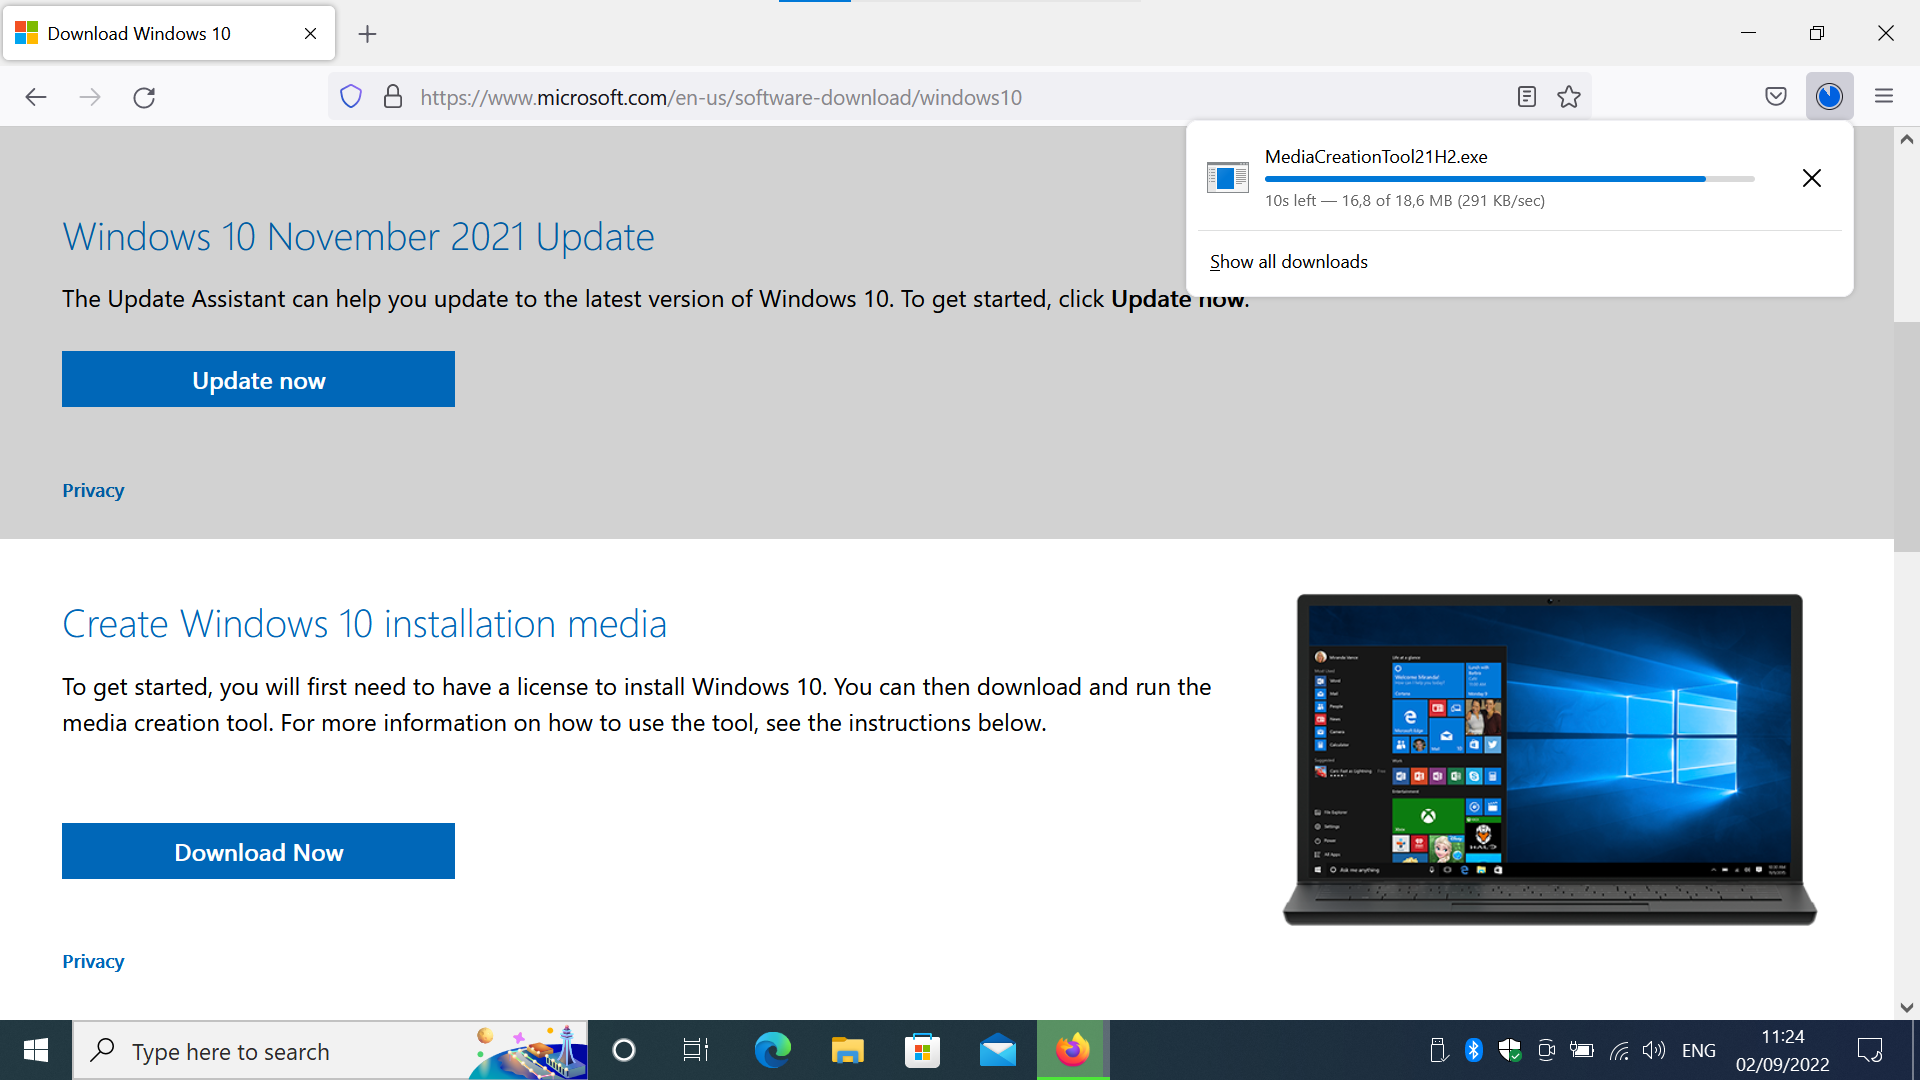 Download Windows 10
https://www.microsoft.com/en-us/software-download/windows10
MediaCreationTool21H2.exe
10s left — 16,8 of 18,6 MB (291 KB/sec)
Show all downloads
Windows 10 November 2021 Update
The Update Assistant can help you update to the latest version of Windows 10. To get started, click Update now.
Update now
Privacy
Create Windows 10 installation media
To get started, you will first need to have a license to install Windows 10. You can then download and run the
media creation tool. For more information on how to use the tool, see the instructions below.
Download Now
Privacy
Type here to search
ENG
11:24
02/09/2022